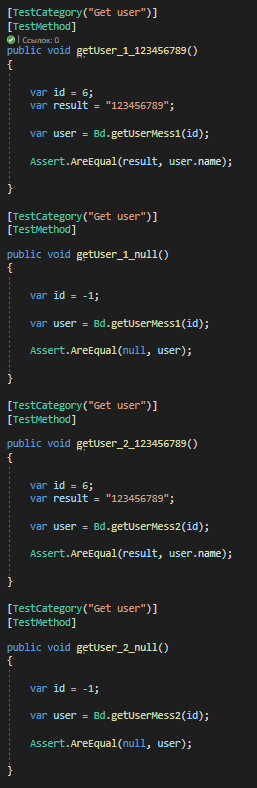 [TestCategory("Get user")]
[TestMethod]
| Ссылок: 0
public void getUser_1_123456789()
{
var id = 6;
var result = "123456789";
var user = Bd.getUserMess1(id);
Assert.AreEqual(result, user.name);
}
[TestCategory("Get user")]
[TestMethod]
public void getUser_1_null()
{
var id = -1;
var user = Bd.getUserMess1(id);
Assert.AreEqual(null, user);
}
[TestCategory("Get user")]
[TestMethod]
public void getUser_2_123456789()
{
var id = 6;
var result = "123456789";
var user = Bd.getUserMess2(id);
Assert.AreEqual(result, user.name);
}
[TestCategory("Get user")]
[TestMethod]
public void getUser_2_null()
{
var id = -1;
var user = Bd.getUserMess2(id);
Assert.AreEqual(null, user);
}